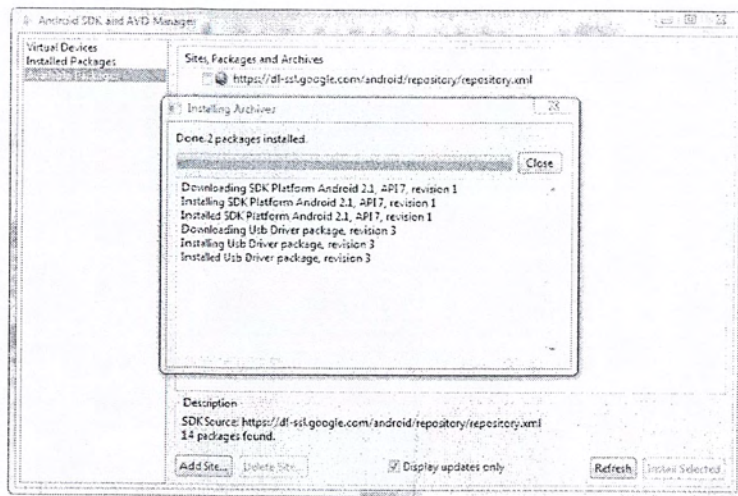 Android SDK and AVD Manager
Virtual Devices
Installed Packages
Available Packages
Sites, Packages and Archives
https://dl-ssl.google.com/android/repository/repository.xml
Installing Archives
Done. 2 packages installed.
Close
Downloading SDK Platform Android 2.1, API 7, revision 1
Installing SDK Platform Android 2.1, API 7, revision 1
Installed SDK Platform Android 2.1, API 7, revision 1
Downloading Usb Driver package, revision 3
Installing Usb Driver package, revision 3
Installed Usb Driver package, revision 3
Description
SDK Source: https://dl-ssl.google.com/android/repository/repository.xml
14 packages found.
Add Site... Delete Site... Display updates only Refresh Install Selected